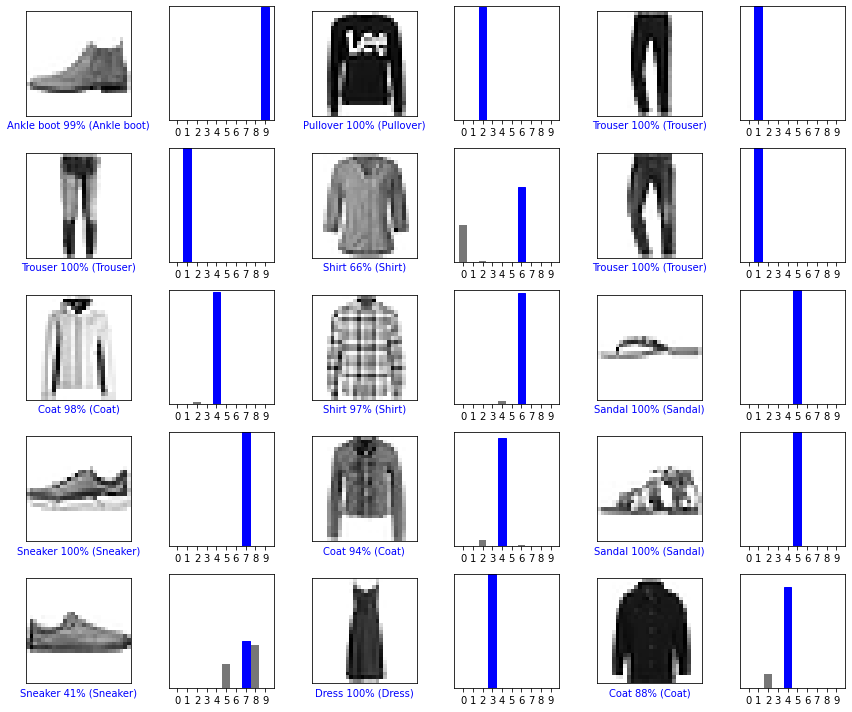 Lee
0 1 2 3 4 5 6 7 8 9
0 1 2 3 4 5 6 7 8 9
0 1 2 3 4 5 6 7 8 9
Ankle boot 99% (Ankle boot)
Pullover 100% (Pullover)
Trouser 100% (Trouser)
0 1 2 3 4 5 6 7 8 9
0 1 2 3 4 5 6 7 8 9
0 1 2 3 4 5 6 7 8 9
Trouser 100% (Trouser)
Shirt 66% (Shirt)
Trouser 100% (Trouser)
0 1 2 3 4 5 6 7 8 9
0 1 2 3 4 5 6 7 8 9
0 1 2 3 4 5 6 7 8 9
Coat 98% (Coat)
Shirt 97% (Shirt)
Sandal 100% (Sandal)
0 1 2 3 4 5 6 7 8 9
0 1 2 3 4 5 6 7 8 9
0 1 2 3 4 5 6 7 8 9
Sneaker 100% (Sneaker)
Coat 94% (Coat)
Sandal 100% (Sandal)
0 1 2 3 4 5 6 7 8 9
0 1 2 3 4 5 6 7 8 9
0 1 2 3 4 5 6 7 8 9
Sneaker 41% (Sneaker)
Dress 100% (Dress)
Coat 88% (Coat)